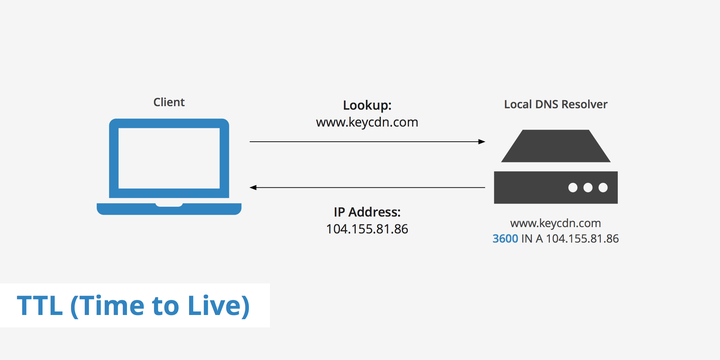 Client
Lookup:
www.keycdn.com
Local DNS Resolver
IP Address:
104.155.81.86
www.keycdn.com
3600 IN A 104.155.81.86
TTL (Time to Live)